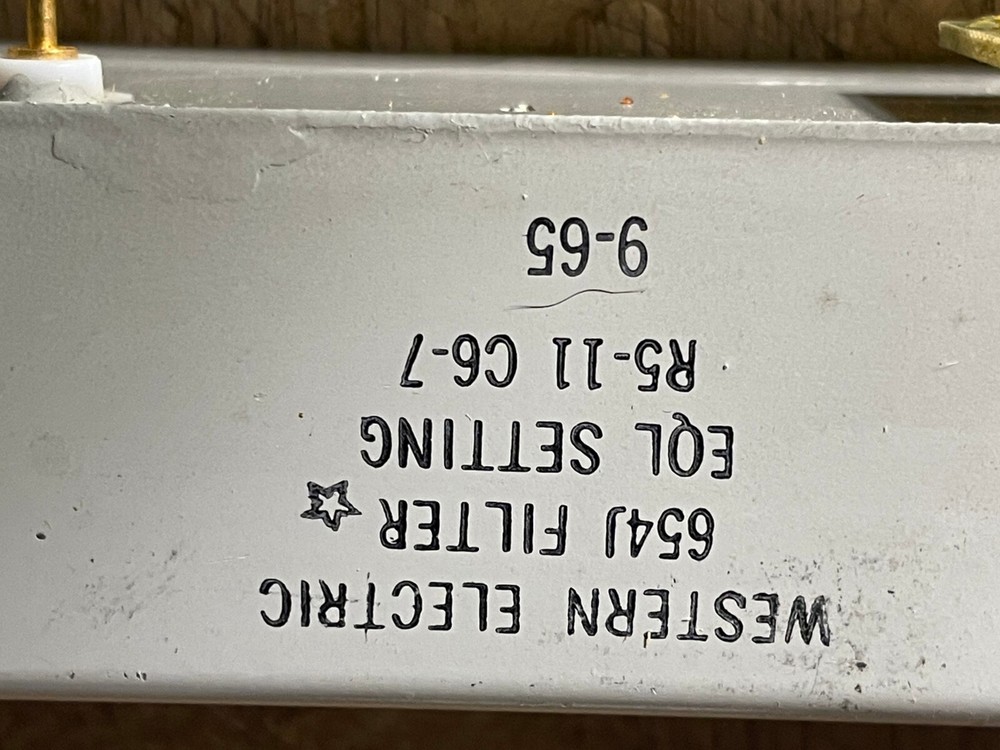 WESTERN ELECTRIC
654J FILTER ☆
EQL SETTING
R5-11 C6-7
9-65